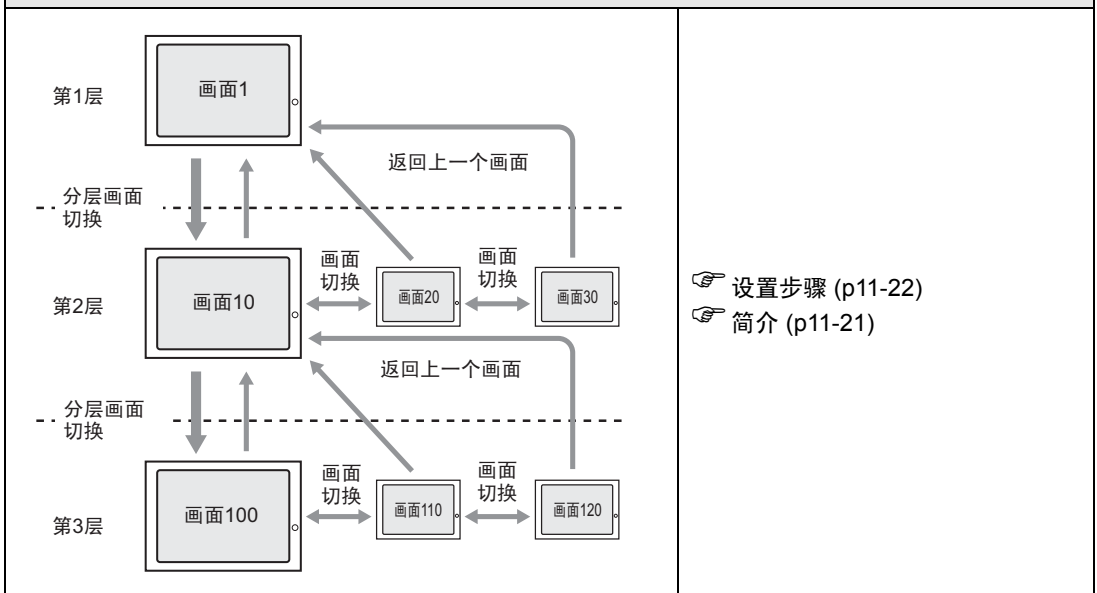 画面1
第1层
返回上一个画面
分层画面
切换
画面
切换
画面
切换
画面10
画面20
画面30
第2层
返回上一个画面
分层画面
切换
画面
切换
画面
切换
画面100
画面110
画面120
第3层
设置步骤 (p11-22)
简介 (p11-21)